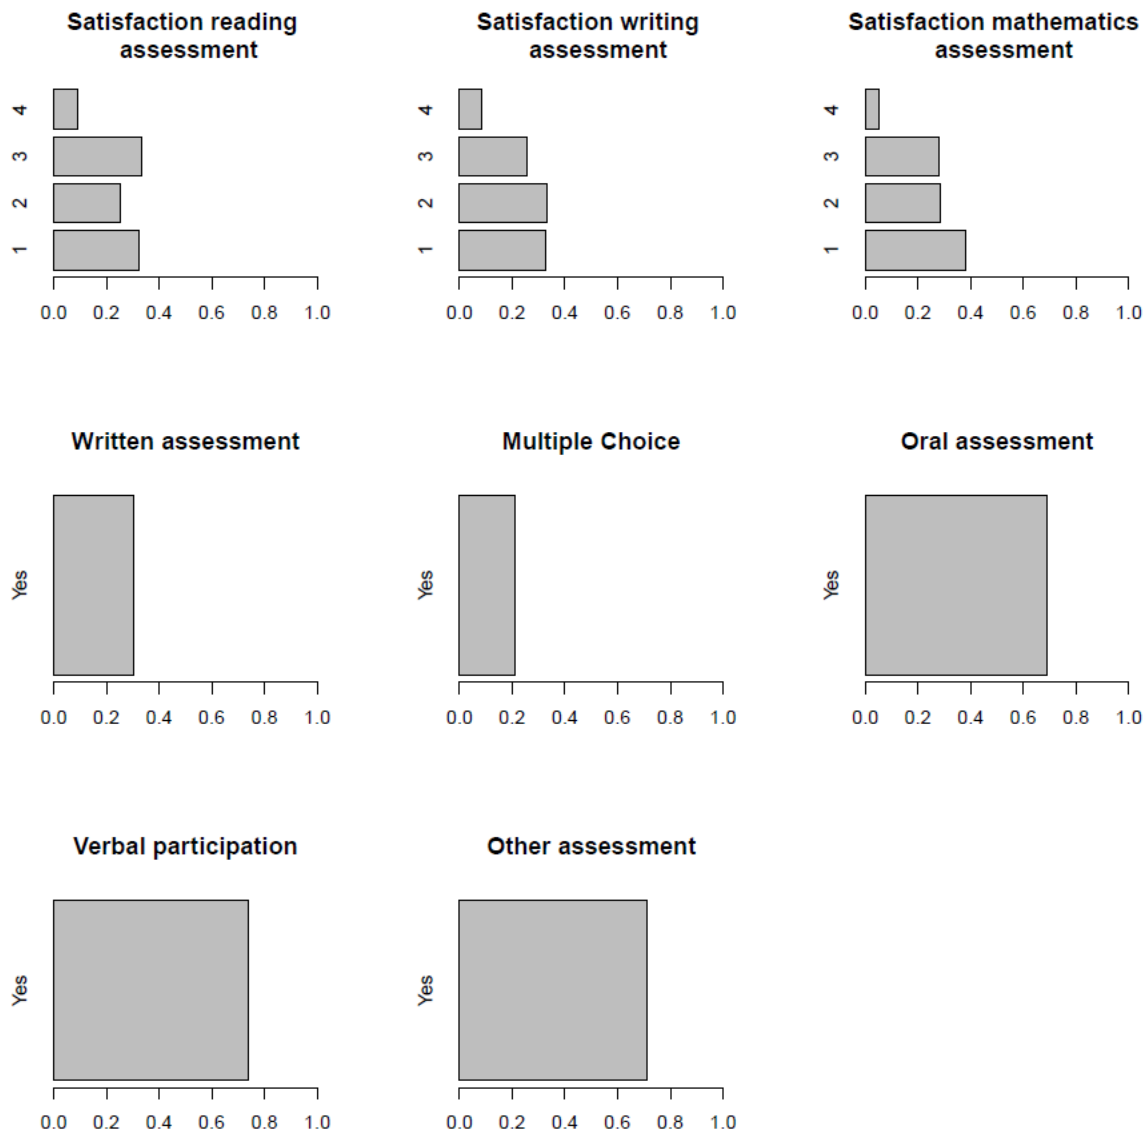 Satisfaction reading
assessment
4
3
2
1
0.0 0.2 0.4 0.6 0.8 1.0
Satisfaction writing
assessment
4
3
2
1
0.0 0.2 0.4 0.6 0.8 1.0
Satisfaction mathematics
assessment
4
3
2
1
0.0 0.2 0.4 0.6 0.8 1.0
Written assessment
Yes
0.0 0.2 0.4 0.6 0.8 1.0
Multiple Choice
Yes
0.0 0.2 0.4 0.6 0.8 1.0
Oral assessment
Yes
0.0 0.2 0.4 0.6 0.8 1.0
Verbal participation
Yes
0.0 0.2 0.4 0.6 0.8 1.0
Other assessment
Yes
0.0 0.2 0.4 0.6 0.8 1.0